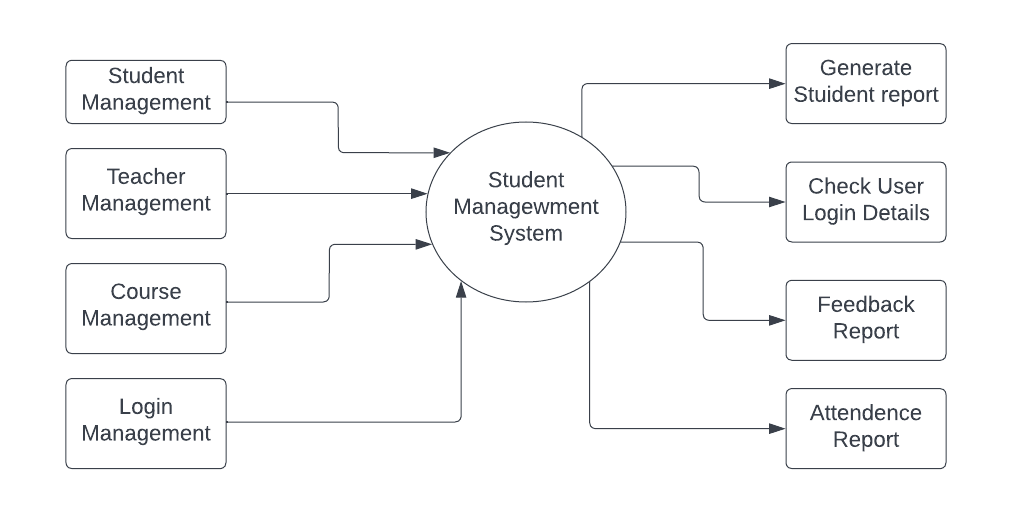 Student
Management
Teacher
Management
Course
Management
Login
Management
Student
Managewmment
System
Generate
Stuident report
Check User
Login Details
Feedback
Report
Attendence
Report